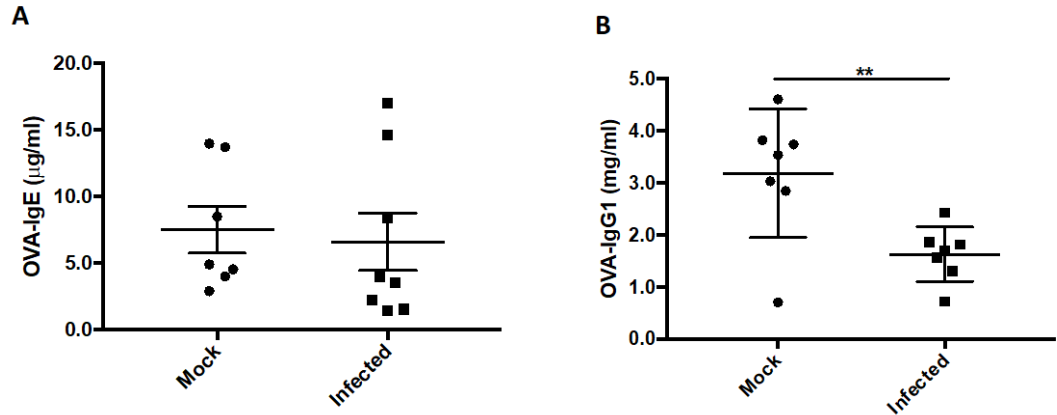 A
OVA-IgE (μg/ml)
20.0
15.0
10.0
5.0
0.0
Mock
Infected
B
**
OVA-IgG1 (mg/ml)
5.0
4.0
3.0
2.0
1.0
0.0
Mock
Infected